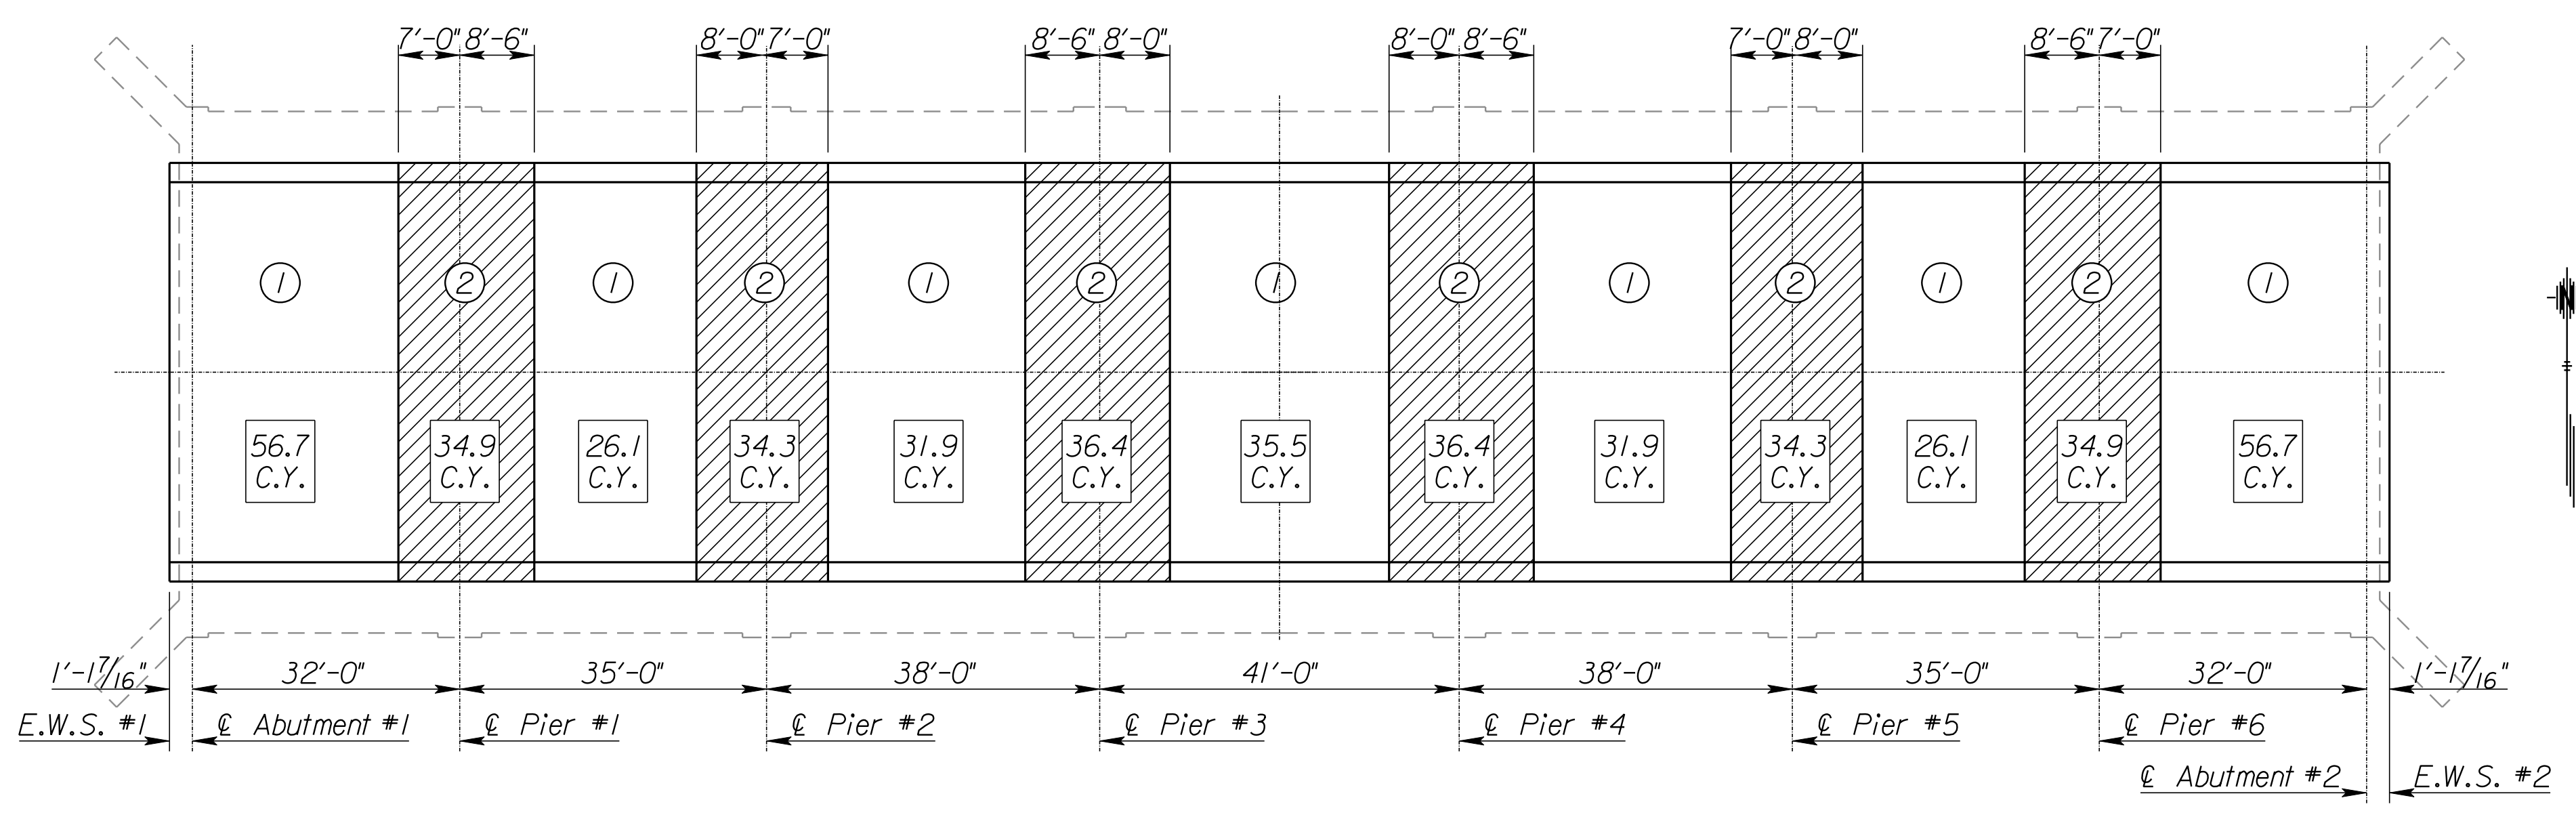 7'-0" 8'-6" 8'-0" 7'-0" 8'-6" 8'-0" 8'-0" 8'-6" 7'-0" 8'-0" 8'-6" 7'-0"
1 2 1 2 1 2 1 2 1 2 1 2 1
N
56.7 34.9 26.1 34.3 31.9 36.4 35.5 36.4 31.9 34.3 26.1 34.9 56.7
C.Y. C.Y. C.Y. C.Y. C.Y. C.Y. C.Y. C.Y. C.Y. C.Y. C.Y. C.Y. C.Y.
1'-1 7/16" 32'-0" 35'-0" 38'-0" 41'-0" 38'-0" 35'-0" 32'-0" 1'-1 7/16"
E.W.S. #1 ℄ Abutment #1 ℄ Pier #1 ℄ Pier #2 ℄ Pier #3 ℄ Pier #4 ℄ Pier #5 ℄ Pier #6
℄ Abutment #2 E.W.S. #2